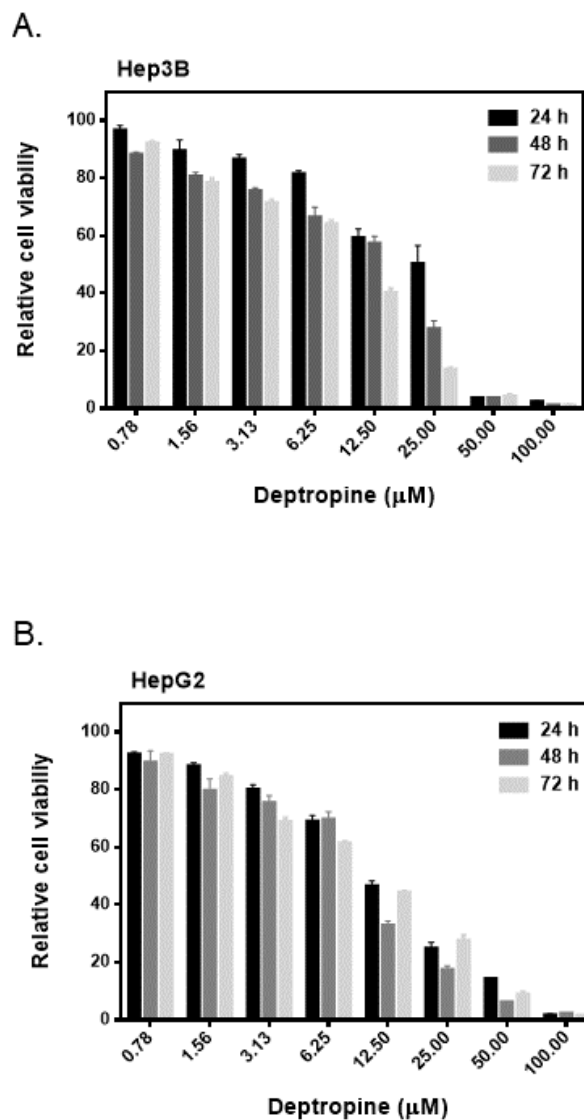 A.
Hep3B
24 h
48 h
72 h
Relative cell viabiliy
100
80
60
40
20
0
0.78 1.56 3.13 6.25 12.50 25.00 50.00 100.00
Deptropine (μM)
B.
HepG2
24 h
48 h
72 h
Relative cell viabiliy
100
80
60
40
20
0
0.78 1.56 3.13 6.25 12.50 25.00 50.00 100.00
Deptropine (μM)